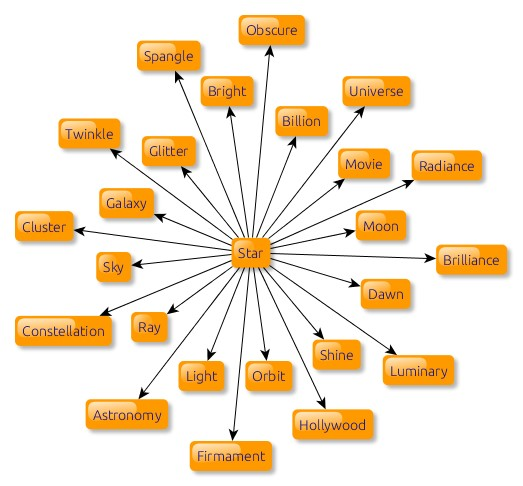 Obscure
Spangle
Bright
Universe
Billion
Twinkle
Glitter
Movie
Radiance
Galaxy
Cluster
Moon
Star
Sky
Brilliance
Dawn
Constellation
Ray
Shine
Light
Orbit
Luminary
Astronomy
Hollywood
Firmament